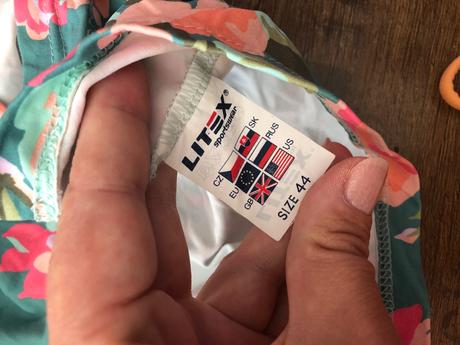 LITEX®
sportswear
SK RUS US
CZ EU GB
SIZE 44